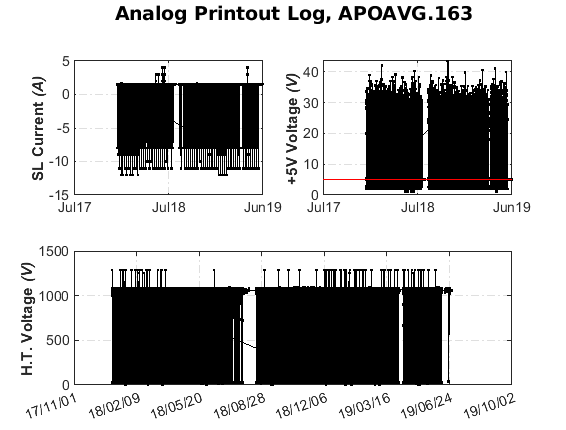 Analog Printout Log, APOAVG.163
SL Current (A)
5
0
-5
-10
-15
Jul17
Jul18
Jun19
+5V Voltage (V)
40
30
20
10
0
Jul17
Jul18
Jun19
H.T. Voltage (V)
1500
1000
500
0
17/11/01
18/02/09
18/05/20
18/08/28
18/12/06
19/03/16
19/06/24
19/10/02